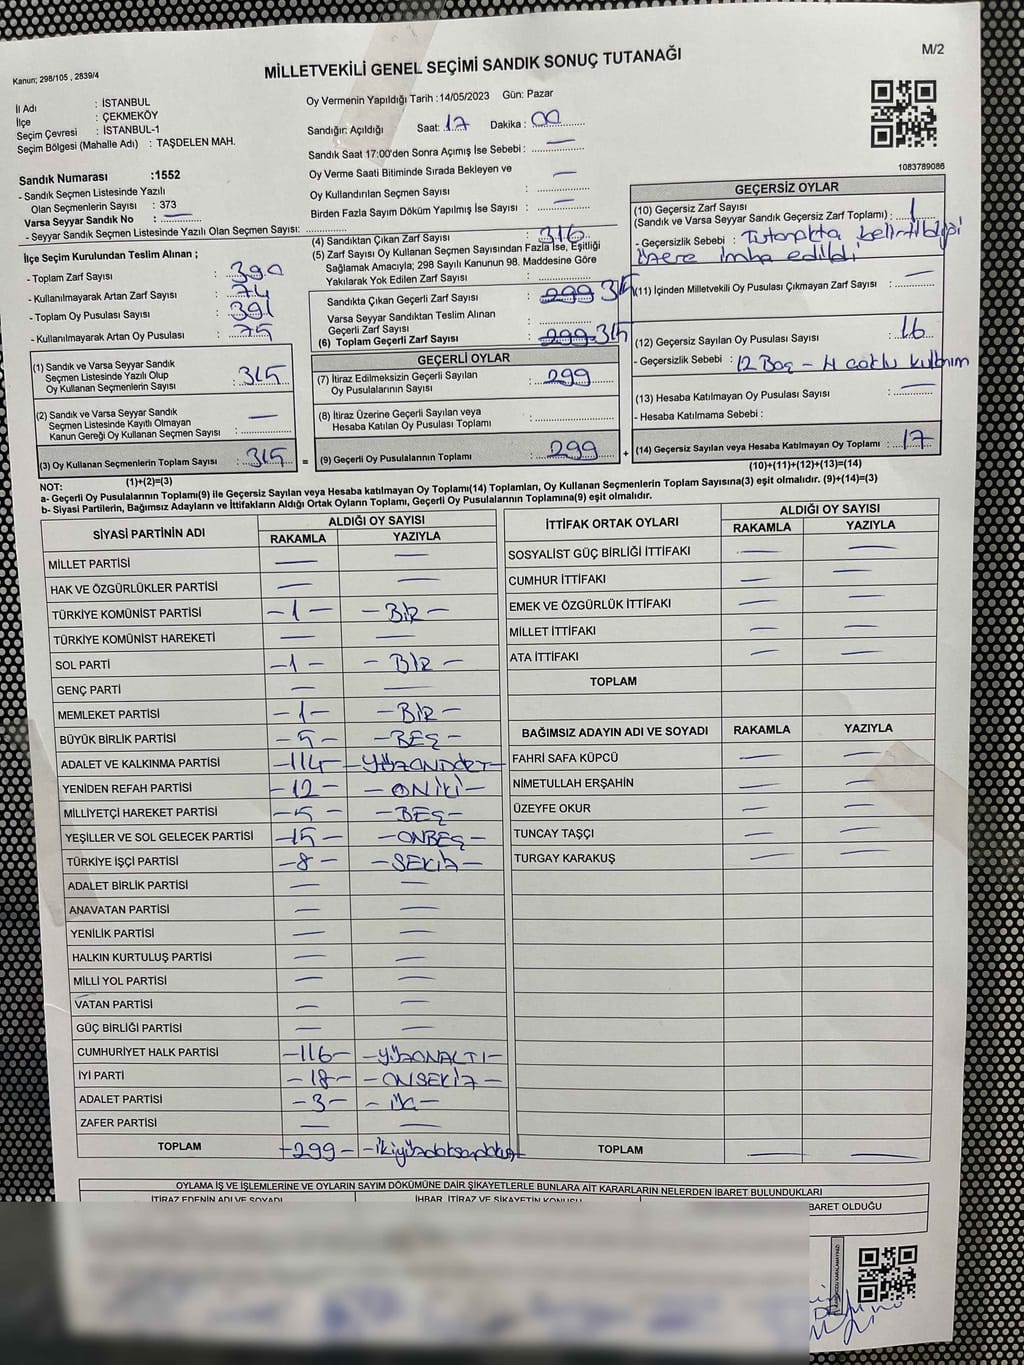 Kanun; 298/105 , 2839/4
MİLLETVEKİLİ GENEL SEÇİMİ SANDIK SONUÇ TUTANAĞI
M/2
İl Adı : İSTANBUL
İlçe : ÇEKMEKÖY
Seçim Çevresi : İSTANBUL-1
Seçim Bölgesi (Mahalle Adı) : TAŞDELEN MAH.
Oy Vermenin Yapıldığı Tarih :14/05/2023 Gün: Pazar
Sandığın Açıldığı Saat: 17 Dakika : 00
Sandık Saat 17:00'den Sonra Açımış İse Sebebi : —
Oy Verme Saati Bitiminde Sırada Bekleyen ve
Oy Kullandırılan Seçmen Sayısı : —
Birden Fazla Sayım Döküm Yapılmış İse Sayısı : —
1083789086
Sandık Numarası :1552
- Sandık Seçmen Listesinde Yazılı
Olan Seçmenlerin Sayısı : 373
Varsa Seyyar Sandık No : —
- Seyyar Sandık Seçmen Listesinde Yazılı Olan Seçmen Sayısı:
İlçe Seçim Kurulundan Teslim Alınan ;
- Toplam Zarf Sayısı : 390
- Kullanılmayarak Artan Zarf Sayısı : 74
- Toplam Oy Pusulası Sayısı : 391
- Kullanılmayarak Artan Oy Pusulası : 75
(1) Sandık ve Varsa Seyyar Sandık
Seçmen Listesinde Yazılı Olup
Oy Kullanan Seçmenlerin Sayısı : 315
(2) Sandık ve Varsa Seyyar Sandık
Seçmen Listesinde Kayıtlı Olmayan
Kanun Gereği Oy Kullanan Seçmen Sayısı : —
(3) Oy Kullanan Seçmenlerin Toplam Sayısı : 315
(1)+(2)=(3)
(4) Sandıktan Çıkan Zarf Sayısı : 316
(5) Zarf Sayısı Oy Kullanan Seçmen Sayısından Fazla İse, Eşitliği
Sağlamak Amacıyla; 298 Sayılı Kanunun 98. Maddesine Göre
Yakılarak Yok Edilen Zarf Sayısı :
Sandıkta Çıkan Geçerli Zarf Sayısı : 299 315
Varsa Seyyar Sandıktan Teslim Alınan
Geçerli Zarf Sayısı :
(6) Toplam Geçerli Zarf Sayısı : 299 315
GEÇERLİ OYLAR
(7) İtiraz Edilmeksizin Geçerli Sayılan
Oy Pusulalarının Sayısı : 299
(8) İtiraz Üzerine Geçerli Sayılan veya
Hesaba Katılan Oy Pusulası Toplamı :
= (9) Geçerli Oy Pusulalarının Toplamı : 299 +
GEÇERSİZ OYLAR
(10) Geçersiz Zarf Sayısı
(Sandık ve Varsa Seyyar Sandık Geçersiz Zarf Toplamı) : 1
- Geçersizlik Sebebi : Tutanakta belirtildiği
üzere imha edildi
(11) İçinden Milletvekili Oy Pusulası Çıkmayan Zarf Sayısı : —
(12) Geçersiz Sayılan Oy Pusulası Sayısı : 16
- Geçersizlik Sebebi : 12 Boş - 4 çoklu kullanım
(13) Hesaba Katılmayan Oy Pusulası Sayısı : —
- Hesaba Katılmama Sebebi :
(14) Geçersiz Sayılan veya Hesaba Katılmayan Oy Toplamı : 17
(10)+(11)+(12)+(13)=(14)
NOT:
a- Geçerli Oy Pusulalarının Toplamı(9) ile Geçersiz Sayılan veya Hesaba katılmayan Oy Toplamı(14) Toplamları, Oy Kullanan Seçmenlerin Toplam Sayısına(3) eşit olmalıdır. (9)+(14)=(3)
b- Siyasi Partilerin, Bağımsız Adayların ve İttifakların Aldığı Ortak Oyların Toplamı, Geçerli Oy Pusulalarının Toplamına(9) eşit olmalıdır.
SİYASİ PARTİNİN ADI ALDIĞI OY SAYISI
RAKAMLA YAZIYLA
MİLLET PARTİSİ — —
HAK VE ÖZGÜRLÜKLER PARTİSİ — —
TÜRKİYE KOMÜNİST PARTİSİ -1- -BİR-
TÜRKİYE KOMÜNİST HAREKETİ — —
SOL PARTİ -1- -BİR-
GENÇ PARTİ — —
MEMLEKET PARTİSİ -1- -BİR-
BÜYÜK BİRLİK PARTİSİ -5- -BEŞ-
ADALET VE KALKINMA PARTİSİ -114- -YÜZONDÖRT-
YENİDEN REFAH PARTİSİ -12- -ONİKİ-
MİLLİYETÇİ HAREKET PARTİSİ -5- -BEŞ-
YEŞİLLER VE SOL GELECEK PARTİSİ -15- -ONBEŞ-
TÜRKİYE İŞÇİ PARTİSİ -8- -SEKİZ-
ADALET BİRLİK PARTİSİ — —
ANAVATAN PARTİSİ — —
YENİLİK PARTİSİ — —
HALKIN KURTULUŞ PARTİSİ — —
MİLLİ YOL PARTİSİ — —
VATAN PARTİSİ — —
GÜÇ BİRLİĞİ PARTİSİ — —
CUMHURİYET HALK PARTİSİ -116- -YÜZONALTI-
İYİ PARTİ -18- -ONSEKİZ-
ADALET PARTİSİ -3- -ÜÇ-
ZAFER PARTİSİ — —
TOPLAM -299- -ikiyüzdoksandokuz
İTTİFAK ORTAK OYLARI ALDIĞI OY SAYISI
RAKAMLA YAZIYLA
SOSYALİST GÜÇ BİRLİĞİ İTTİFAKI — —
CUMHUR İTTİFAKI — —
EMEK VE ÖZGÜRLÜK İTTİFAKI — —
MİLLET İTTİFAKI — —
ATA İTTİFAKI — —
TOPLAM
BAĞIMSIZ ADAYIN ADI VE SOYADI RAKAMLA YAZIYLA
FAHRİ SAFA KÜPCÜ — —
NİMETULLAH ERŞAHİN — —
ÜZEYFE OKUR — —
TUNCAY TAŞÇI — —
TURGAY KARAKUŞ — —
TOPLAM — —
OYLAMA İŞ VE İŞLEMLERİNE VE OYLARIN SAYIM DÖKÜMÜNE DAİR ŞİKAYETLERLE BUNLARA AİT KARARLARIN NELERDEN İBARET BULUNDUKLARI
İTİRAZ EDENİN ADI VE SOYADI İHBAR, İTİRAZ VE ŞİKAYETİN KONUSU BARET OLDUĞU